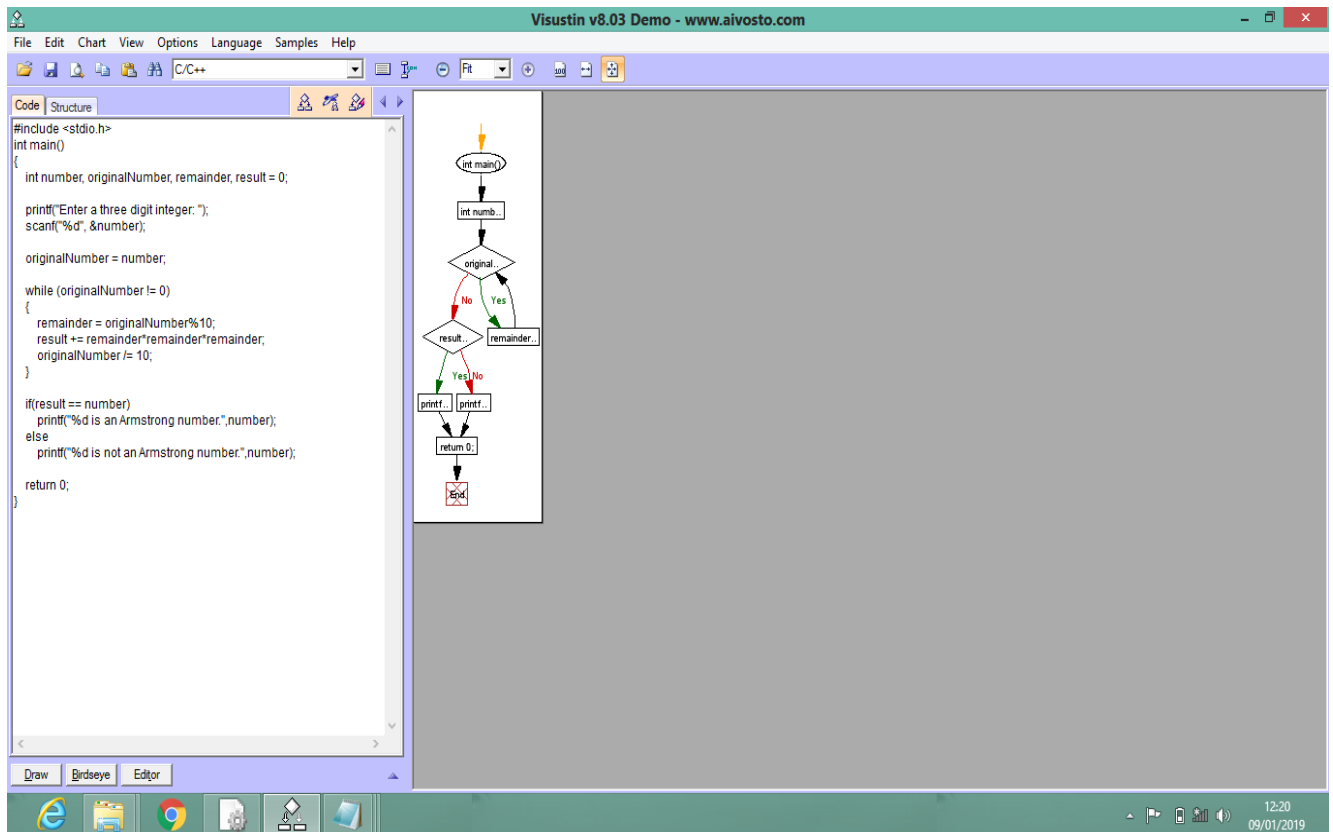 Visustin v8.03 Demo - www.aivosto.com
File Edit Chart View Options Language Samples Help
C/C++ Fit 100
Code Structure
#include <stdio.h>
int main()
{
int number, originalNumber, remainder, result = 0;
printf("Enter a three digit integer: ");
scanf("%d", &number);
originalNumber = number;
while (originalNumber != 0)
{
remainder = originalNumber%10;
result += remainder*remainder*remainder;
originalNumber /= 10;
}
if(result == number)
printf("%d is an Armstrong number.",number);
else
printf("%d is not an Armstrong number.",number);
return 0;
}
int main()
int numb..
original..
No Yes
result.. remainder..
Yes No
printf.. printf..
return 0;
End
Draw Birdseye Editor
12:20
09/01/2019